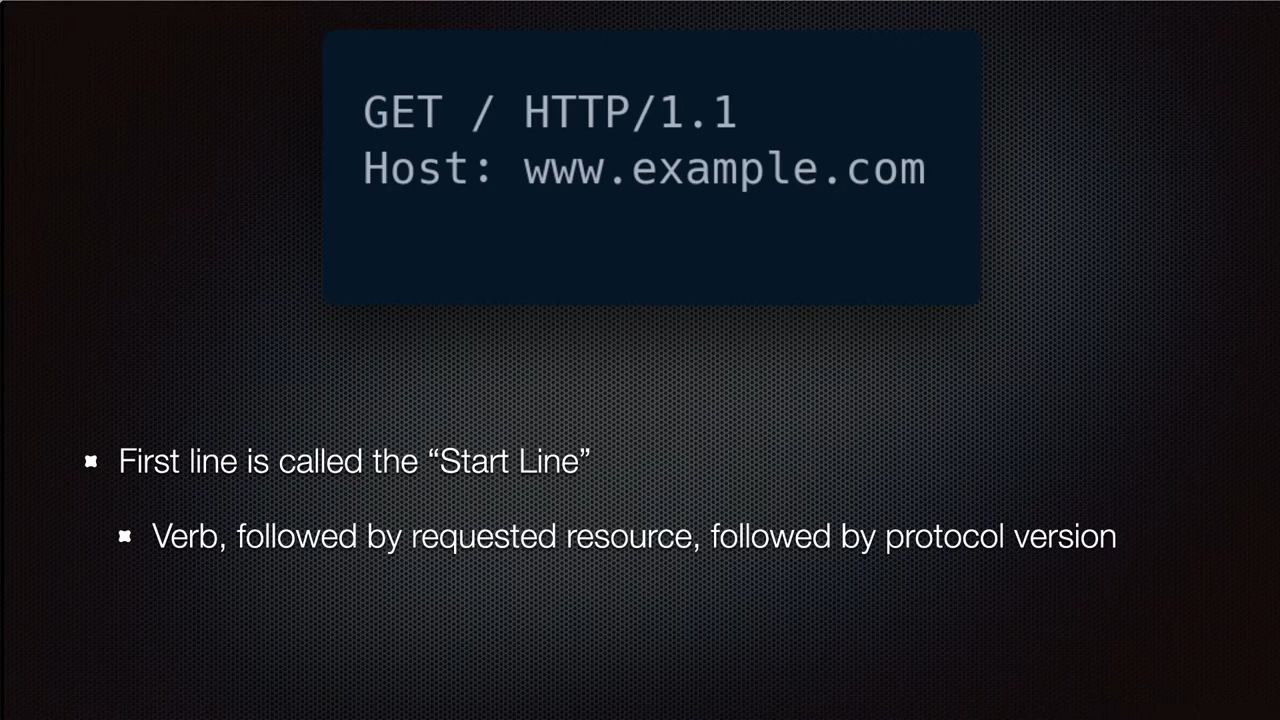 GET / HTTP/1.1
Host: www.example.com
First line is called the “Start Line”
Verb, followed by requested resource, followed by protocol version